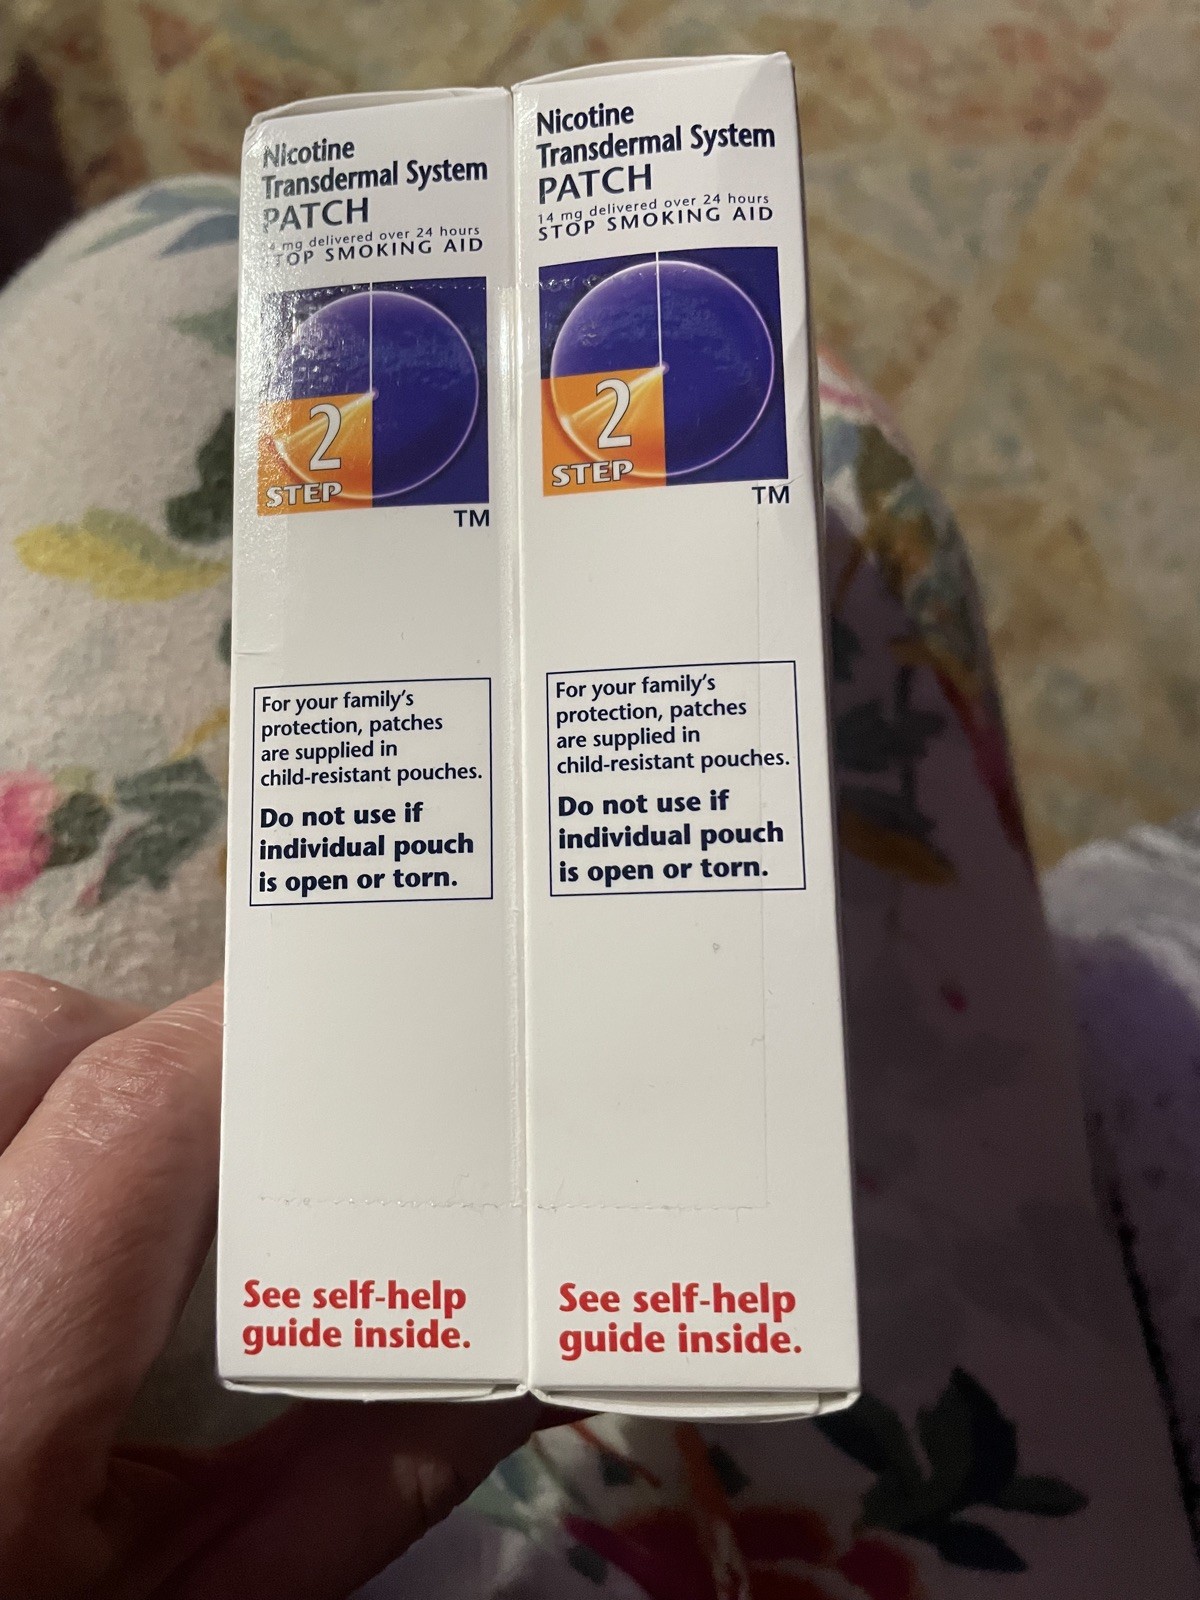 Nicotine
Transdermal System
PATCH
mg delivered over 24 hours
STOP SMOKING AID
2
STEP
TM
For your family's
protection, patches
are supplied in
child-resistant pouches.
Do not use if
individual pouch
is open or torn.
See self-help
guide inside.
Nicotine
Transdermal System
PATCH
14 mg delivered over 24 hours
STOP SMOKING AID
2
STEP
TM
For your family's
protection, patches
are supplied in
child-resistant pouches.
Do not use if
individual pouch
is open or torn.
See self-help
guide inside.